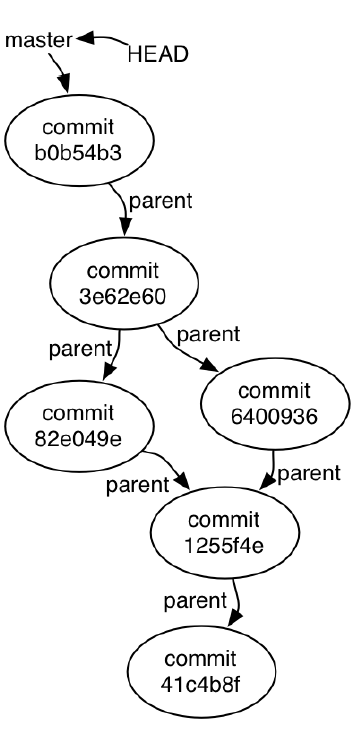 master
HEAD
commit
b0b54b3
parent
commit
3e62e60
parent
parent
commit
82e049e
commit
6400936
parent
parent
commit
1255f4e
parent
commit
41c4b8f